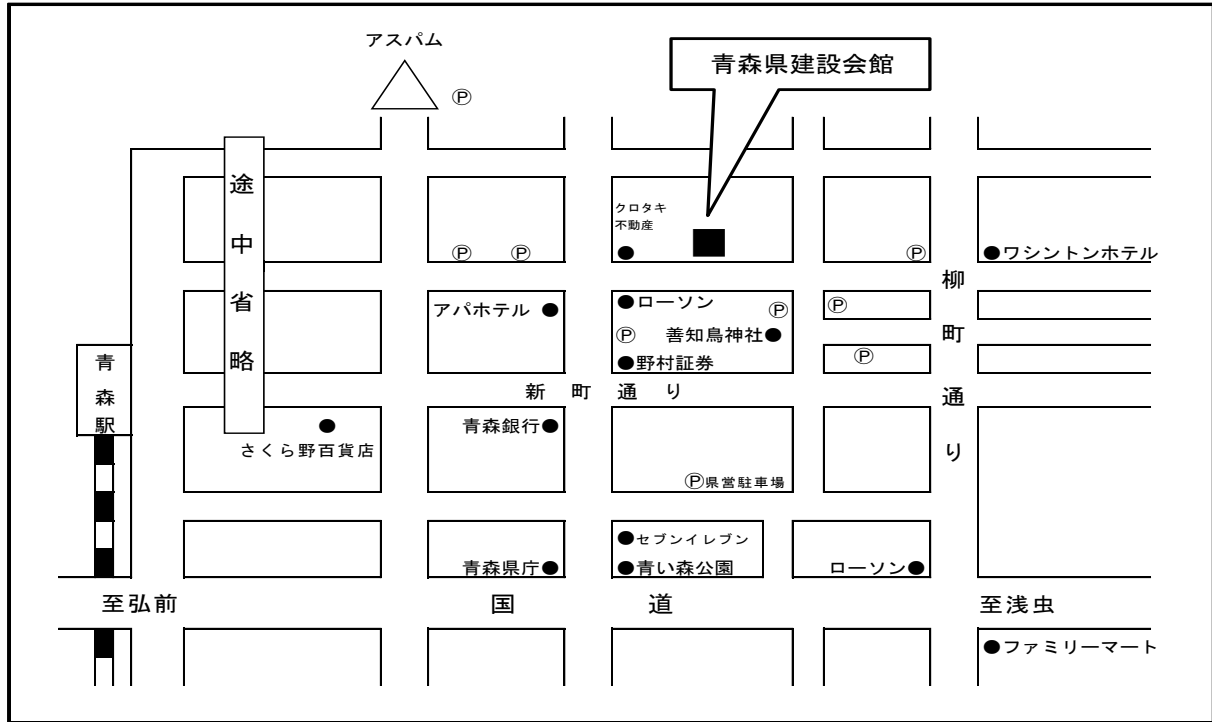 アスパム
Ⓟ
青森県建設会館
途中省略
クロタキ
不動産
Ⓟ Ⓟ
Ⓟ
●ワシントンホテル
柳町通り
アパホテル ●
●ローソン
Ⓟ
Ⓟ
Ⓟ 善知鳥神社●
●野村証券
Ⓟ
青森駅
新町通り
さくら野百貨店
青森銀行●
Ⓟ県営駐車場
●セブンイレブン
青森県庁●
●青い森公園
ローソン●
至弘前
国道
至浅虫
●ファミリーマート